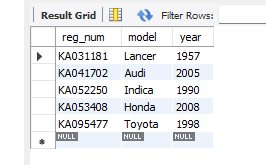 Result Grid Filter Rows:
reg_num model year
KA031181 Lancer 1957
KA041702 Audi 2005
KA052250 Indica 1990
KA053408 Honda 2008
KA095477 Toyota 1998
NULL NULL NULL